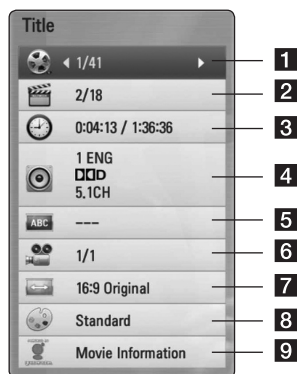 Title
1/41
1
2/18
2
0:04:13 / 1:36:36
3
1 ENG
DD D
5.1CH
4
ABC
---
5
1/1
6
16:9 Original
7
Standard
8
Movie Information
9